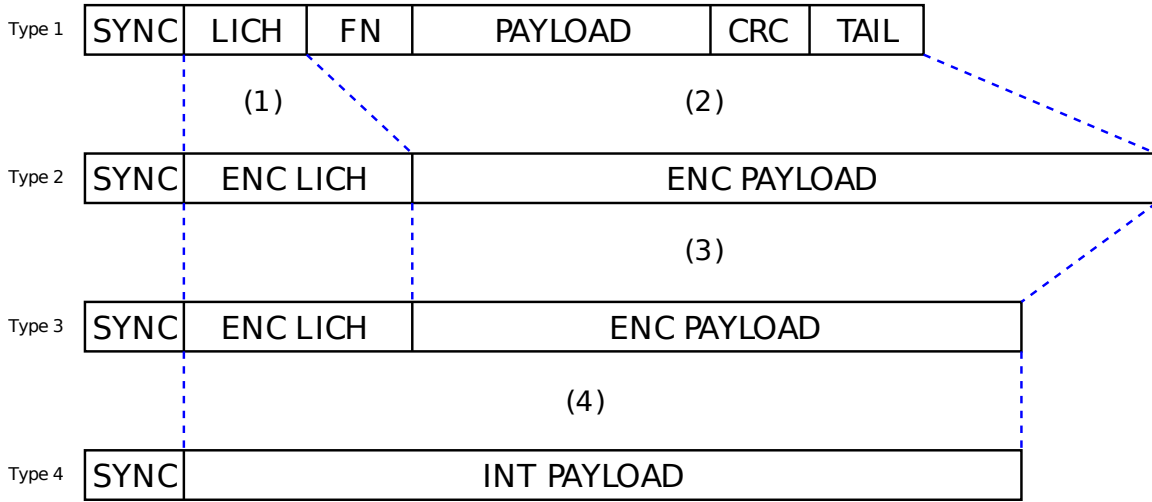 Type 1 SYNC LICH FN PAYLOAD CRC TAIL
(1) (2)
Type 2 SYNC ENC LICH ENC PAYLOAD
(3)
Type 3 SYNC ENC LICH ENC PAYLOAD
(4)
Type 4 SYNC INT PAYLOAD